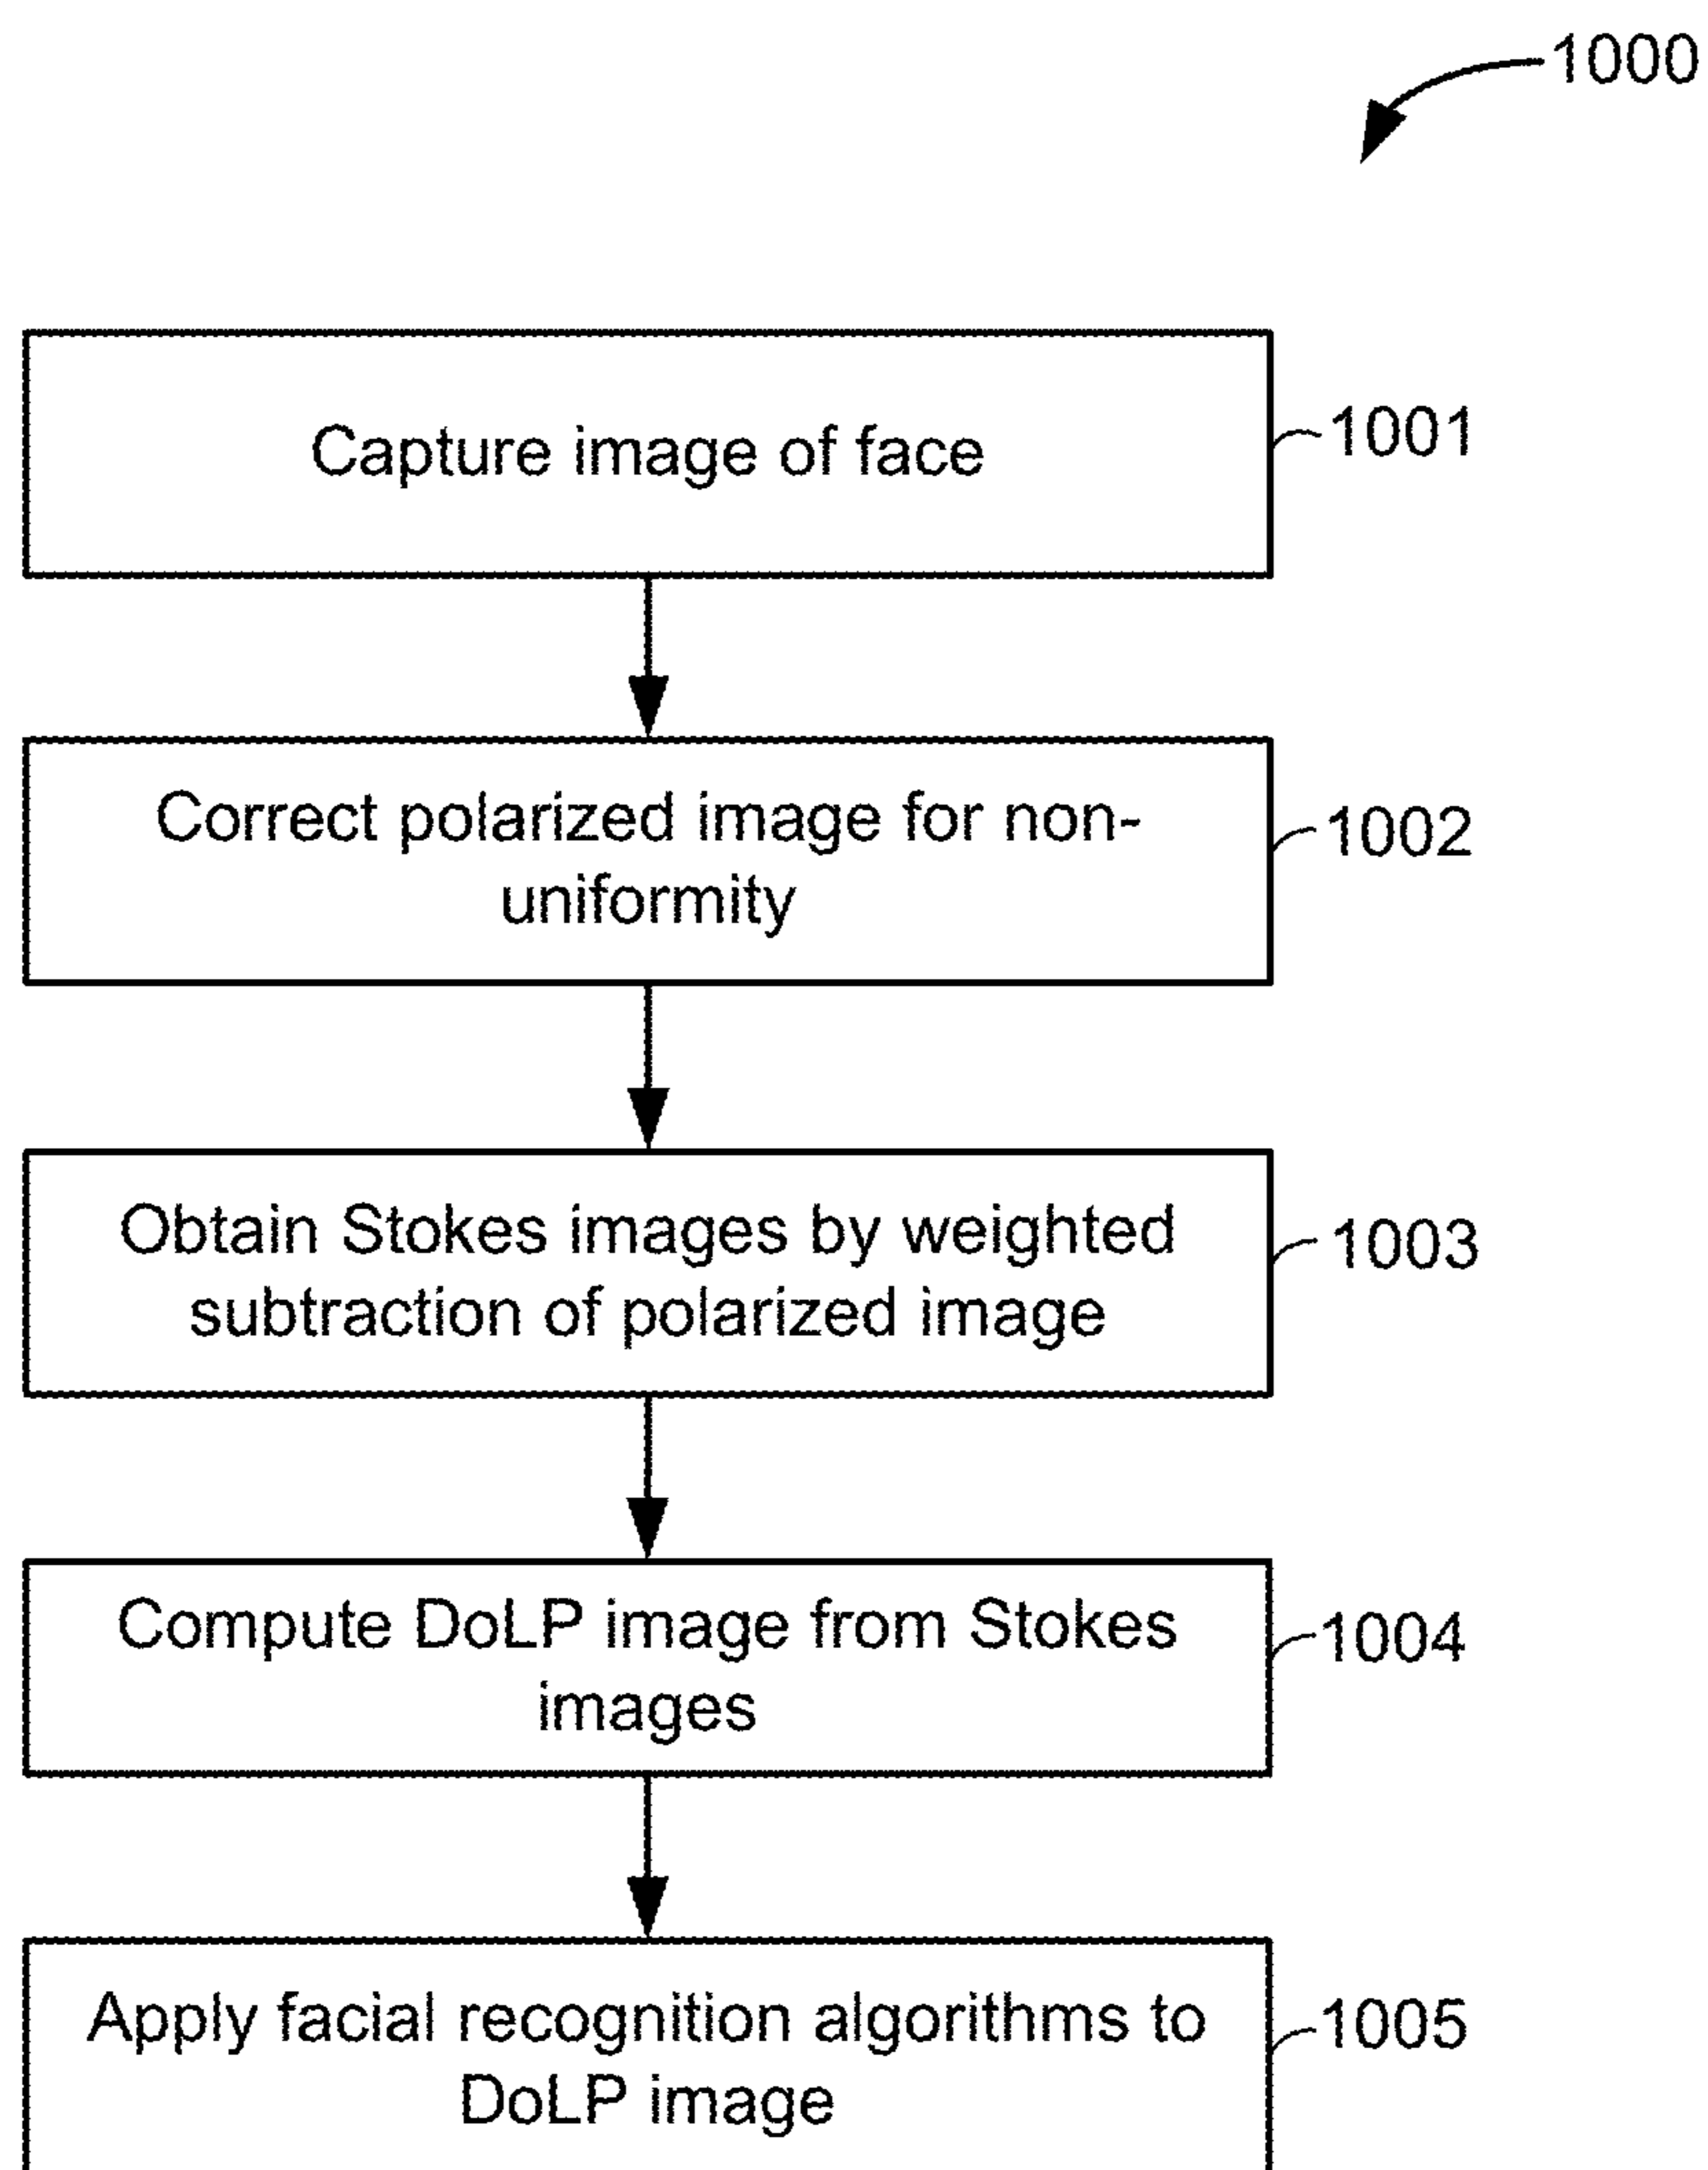 1000
Capture image of face
1001
Correct polarized image for non-
uniformity
1002
Obtain Stokes images by weighted
subtraction of polarized image
1003
Compute DoLP image from Stokes
images
1004
Apply facial recognition algorithms to
DoLP image
1005